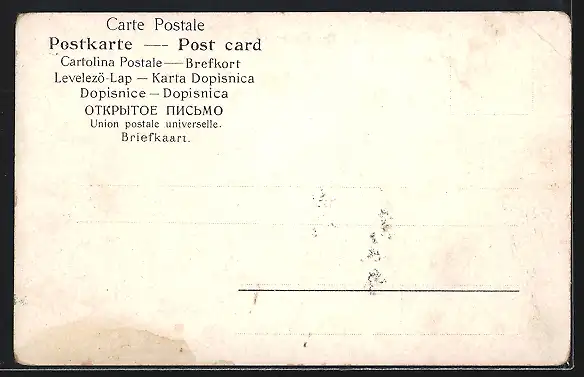 Carte Postale
Postkarte — Post card
Cartolina Postale — Brefkort
Levelező-Lap — Karta Dopisnica
Dopisnice — Dopisnica
ОТКРЫТОЕ ПИСЬМО
Union postale universelle.
Briefkaart.